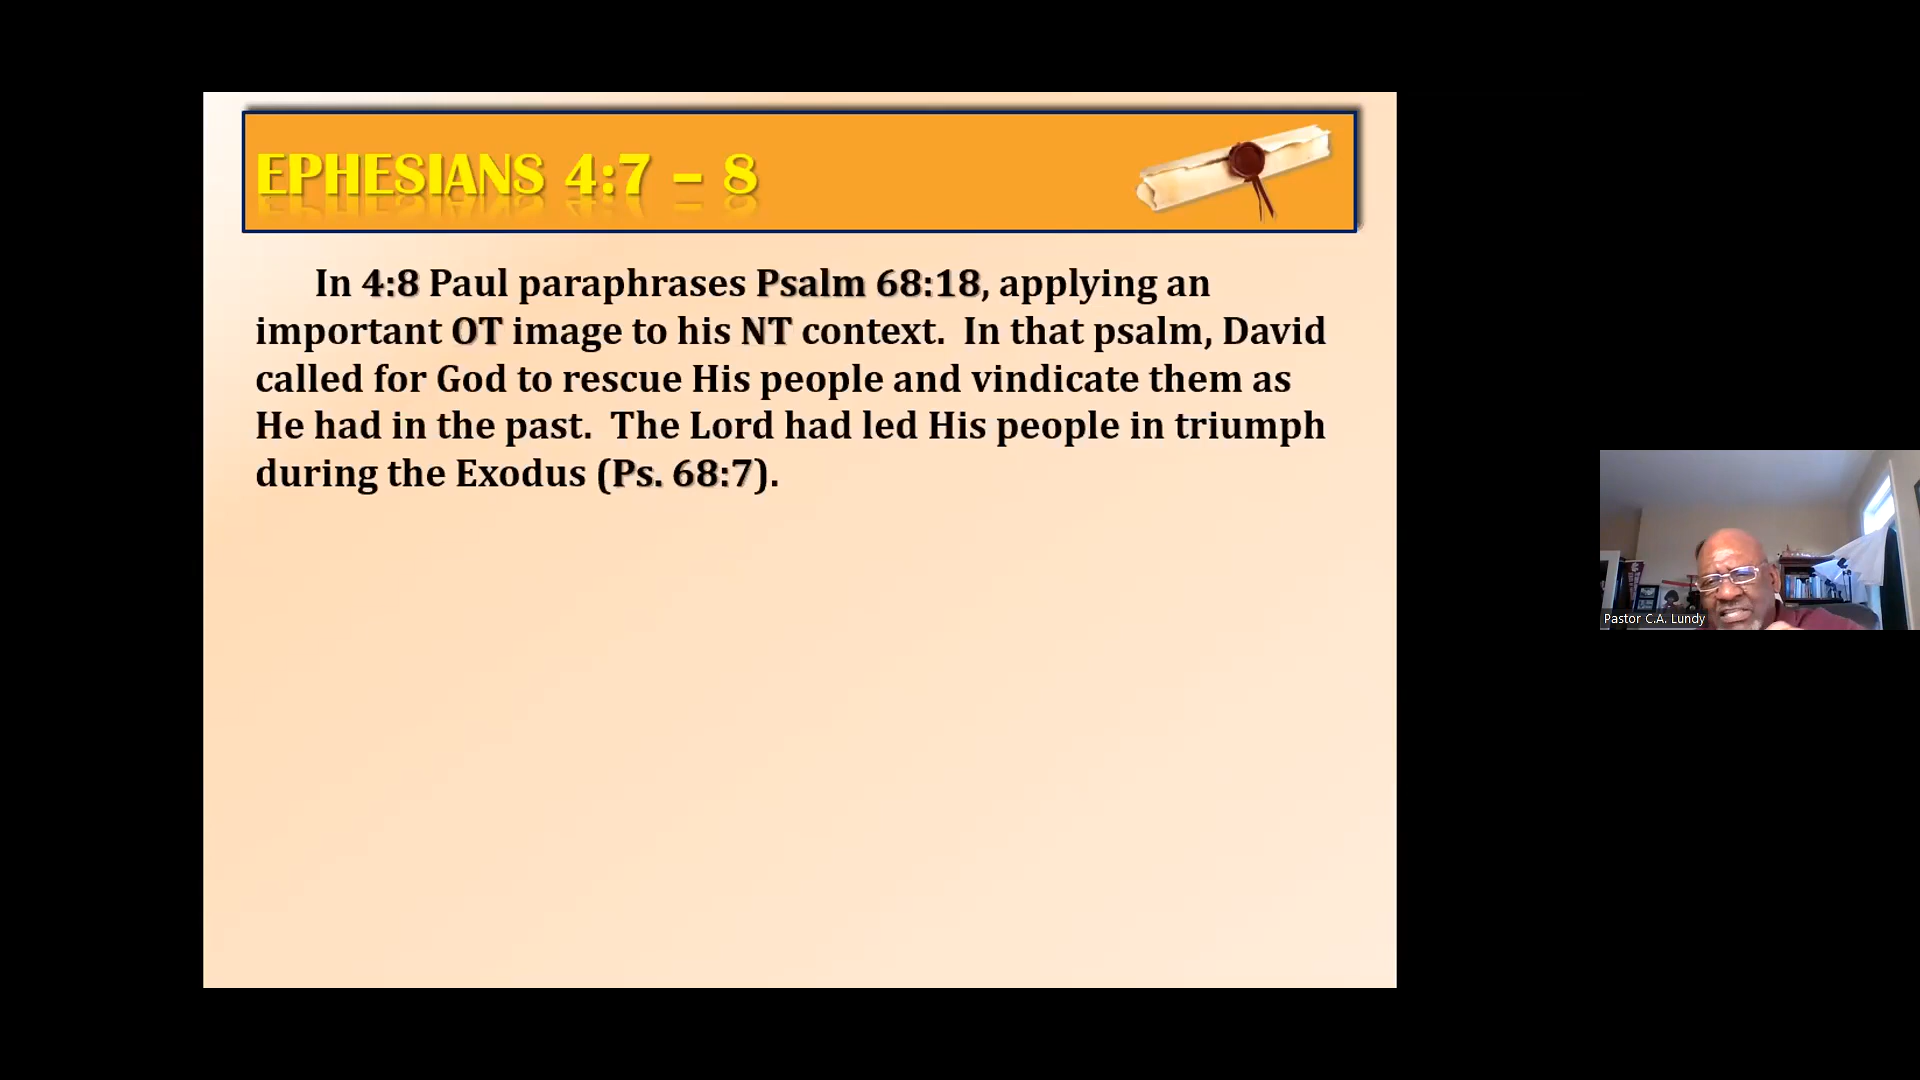 EPHESIANS 4:7 – 8
In 4:8 Paul paraphrases Psalm 68:18, applying an
important OT image to his NT context.  In that psalm, David
called for God to rescue His people and vindicate them as
He had in the past.  The Lord had led His people in triumph
during the Exodus (Ps. 68:7).
Pastor C.A. Lundy